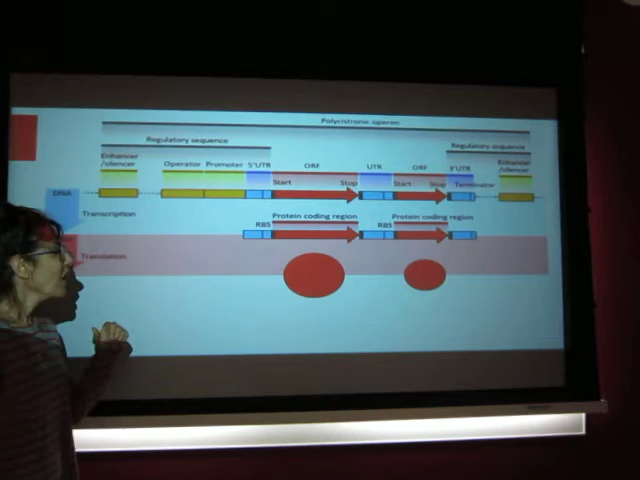 Polycistronic operon
Regulatory sequence
Regulatory sequence
Enhancer
/silencer
Operator Promoter 5'UTR ORF UTR ORF 3'UTR
Enhancer
/silencer
Start Stop Start Stop Terminator
DNA
Transcription
Protein coding region Protein coding region
RBS RBS
Translation